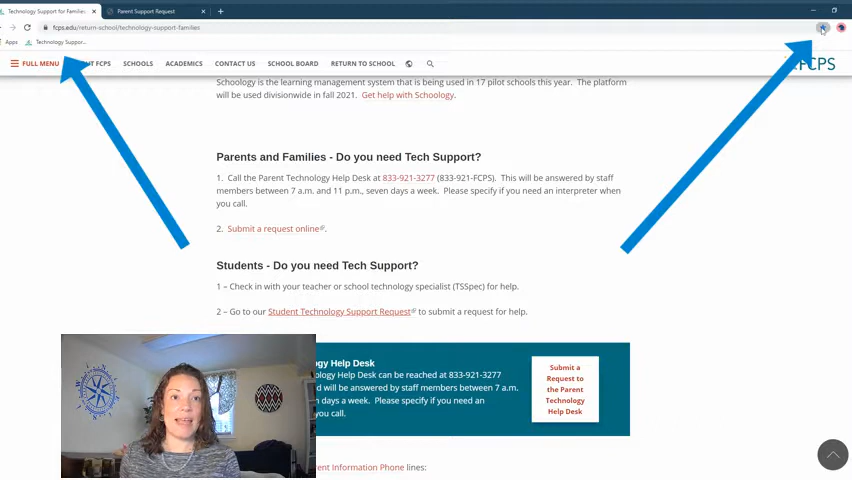 Technology Support for Families
Parent Support Request
fcps.edu/return-school/technology-support-families
Apps
Technology Suppor...
FULL MENU
FCPS
SCHOOLS
ACADEMICS
CONTACT US
SCHOOL BOARD
RETURN TO SCHOOL
FCPS
Schoology is the learning management system that is being used in 17 pilot schools this year. The platform
will be used divisionwide in fall 2021. Get help with Schoology.
Parents and Families - Do you need Tech Support?
1. Call the Parent Technology Help Desk at 833-921-3277 (833-921-FCPS). This will be answered by staff
members between 7 a.m. and 11 p.m., seven days a week. Please specify if you need an interpreter when
you call.
2. Submit a request online.
Students - Do you need Tech Support?
1 – Check in with your teacher or school technology specialist (TSSpec) for help.
2 – Go to our Student Technology Support Request to submit a request for help.
ogy Help Desk
ology Help Desk can be reached at 833-921-3277
d will be answered by staff members between 7 a.m.
n days a week. Please specify if you need an
you call.
Submit a
Request to
the Parent
Technology
Help Desk
ent Information Phone lines: